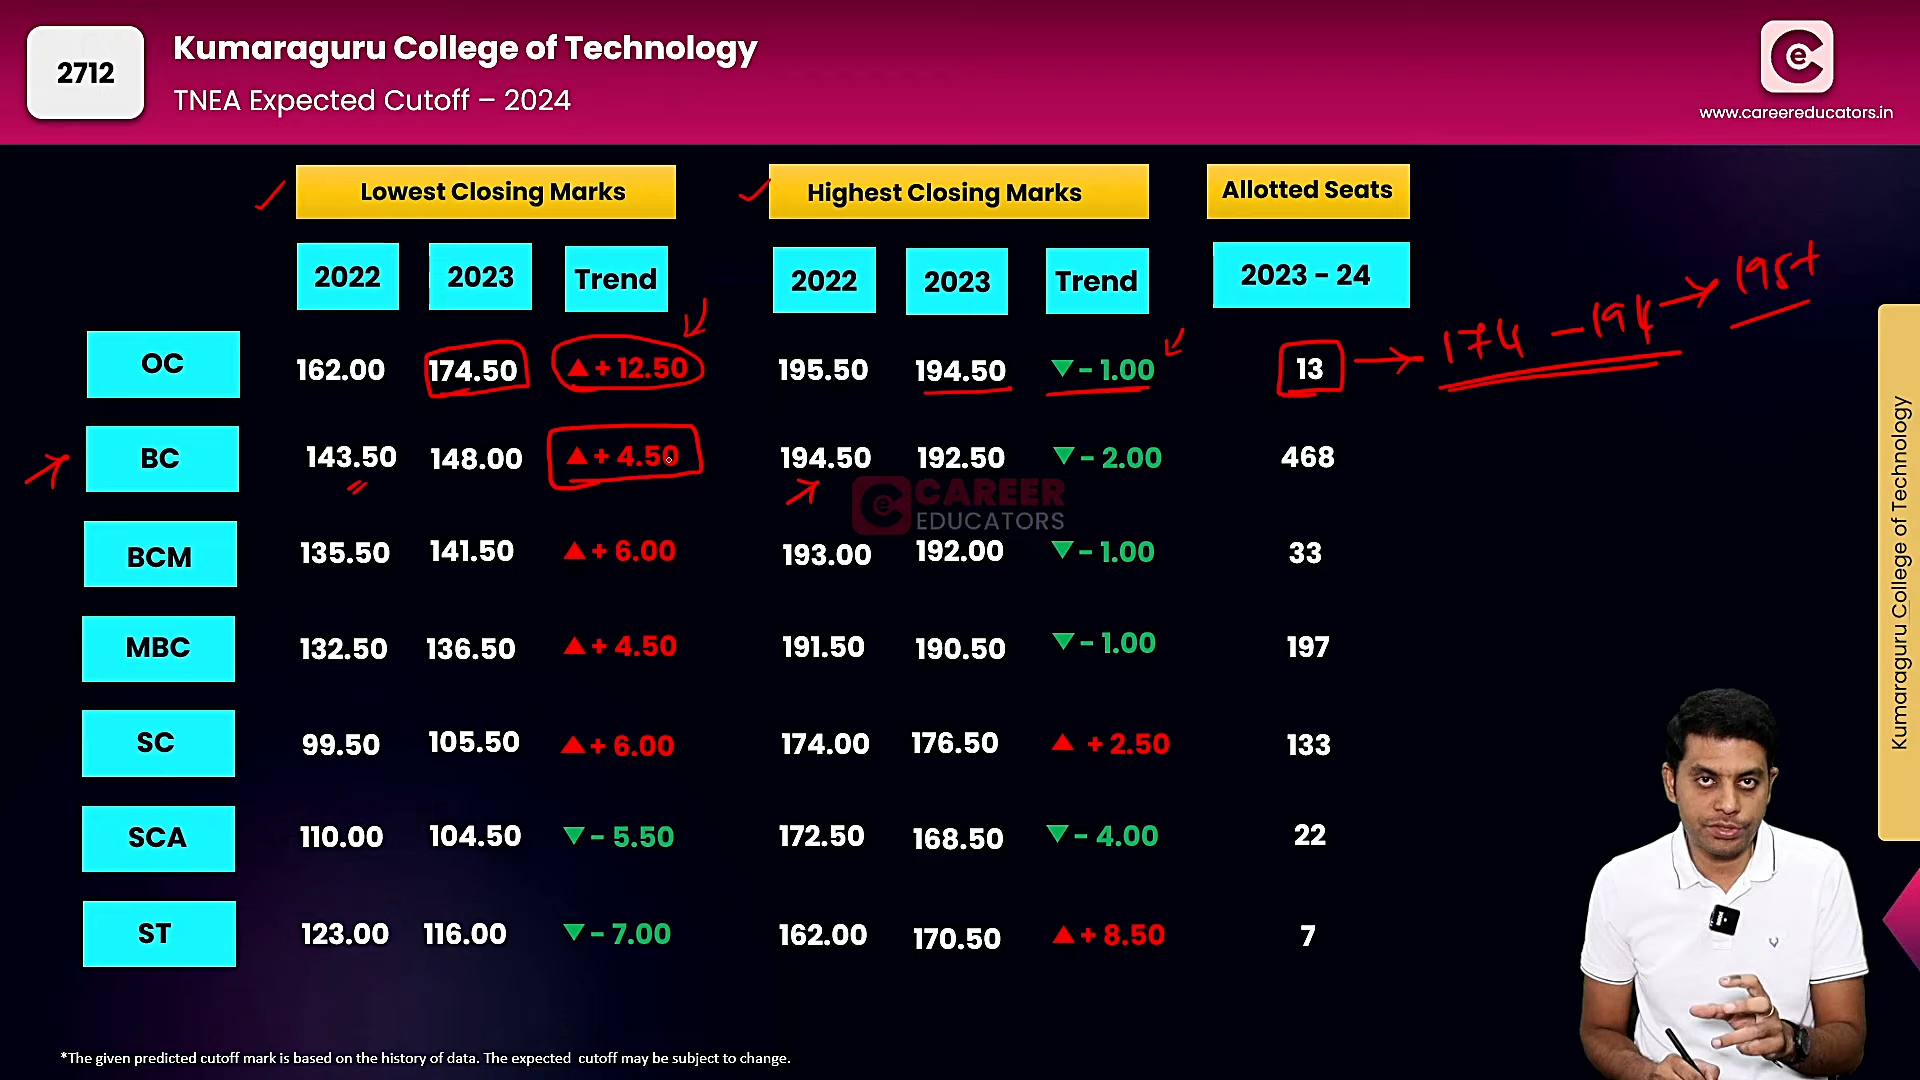 2712
Kumaraguru College of Technology
TNEA Expected Cutoff – 2024
e
www.careereducators.in
Lowest Closing Marks
Highest Closing Marks
Allotted Seats
2022 2023 Trend 2022 2023 Trend 2023 - 24
174 - 194 → 195+
OC 162.00 174.50 ▲ + 12.50 195.50 194.50 ▼ - 1.00 13
BC 143.50 148.00 ▲ + 4.50 194.50 192.50 ▼ - 2.00 468
CAREER
EDUCATORS
BCM 135.50 141.50 ▲ + 6.00 193.00 192.00 ▼ - 1.00 33
MBC 132.50 136.50 ▲ + 4.50 191.50 190.50 ▼ - 1.00 197
SC 99.50 105.50 ▲ + 6.00 174.00 176.50 ▲ + 2.50 133
SCA 110.00 104.50 ▼ - 5.50 172.50 168.50 ▼ - 4.00 22
ST 123.00 116.00 ▼ - 7.00 162.00 170.50 ▲ + 8.50 7
Kumaraguru College of Technology
*The given predicted cutoff mark is based on the history of data. The expected cutoff may be subject to change.